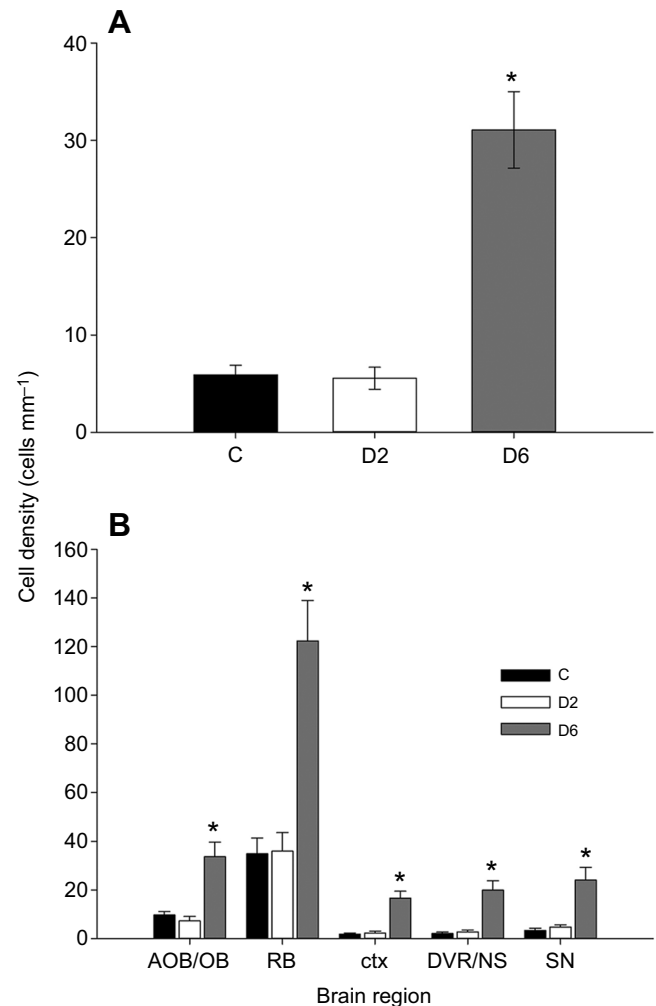 A
40
30
20
10
0
*
C D2 D6
Cell density (cells mm⁻¹)
B
160
140
120
100
80
60
40
20
0
* * * * *
C
D2
D6
AOB/OB RB ctx DVR/NS SN
Brain region